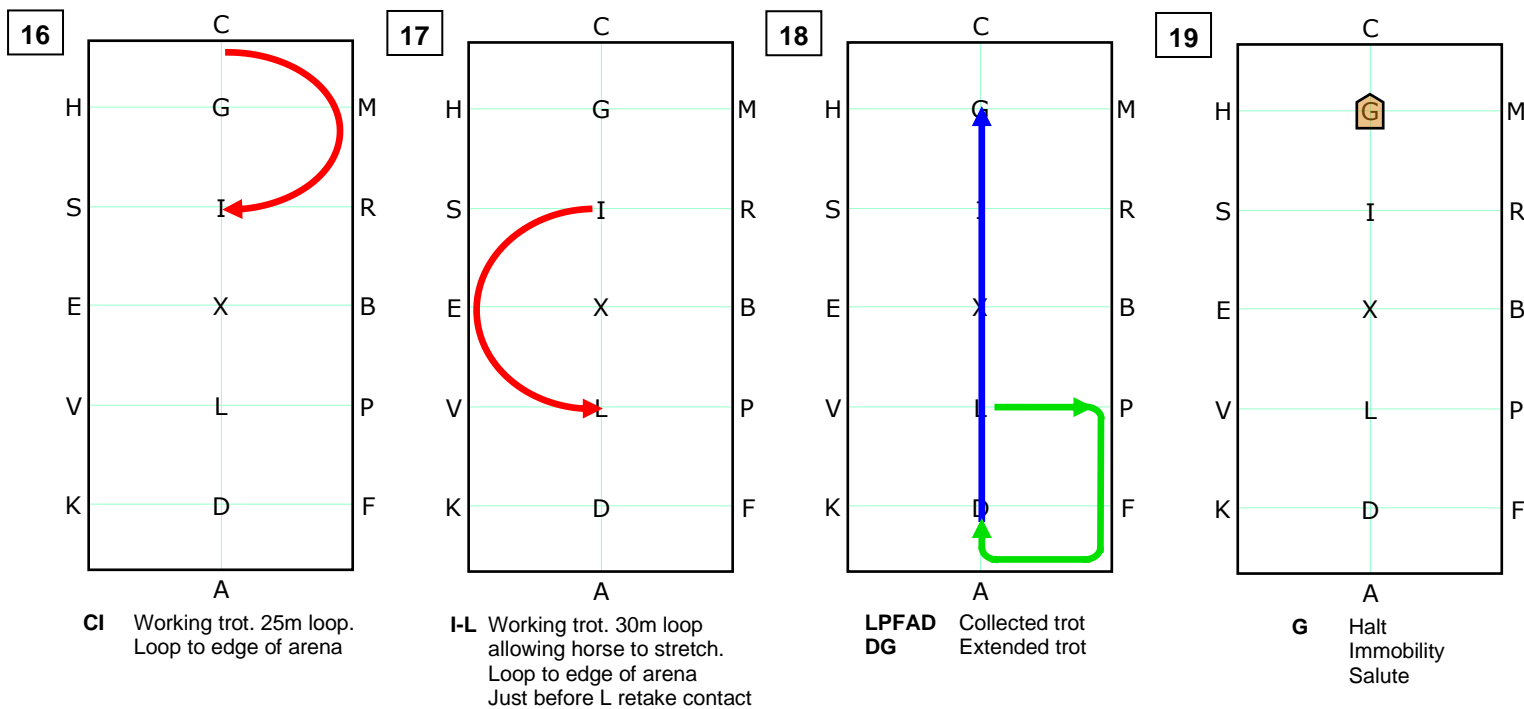 16
C
H G M
S I R
E X B
V L P
K D F
A
CI Working trot. 25m loop.
Loop to edge of arena
17
C
H G M
S I R
E X B
V L P
K D F
A
I-L Working trot. 30m loop
allowing horse to stretch.
Loop to edge of arena
Just before L retake contact
18
C
H G M
S I R
E X B
V L P
K D F
A
LPFAD Collected trot
DG Extended trot
19
C
H G M
S I R
E X B
V L P
K D F
A
G Halt
Immobility
Salute